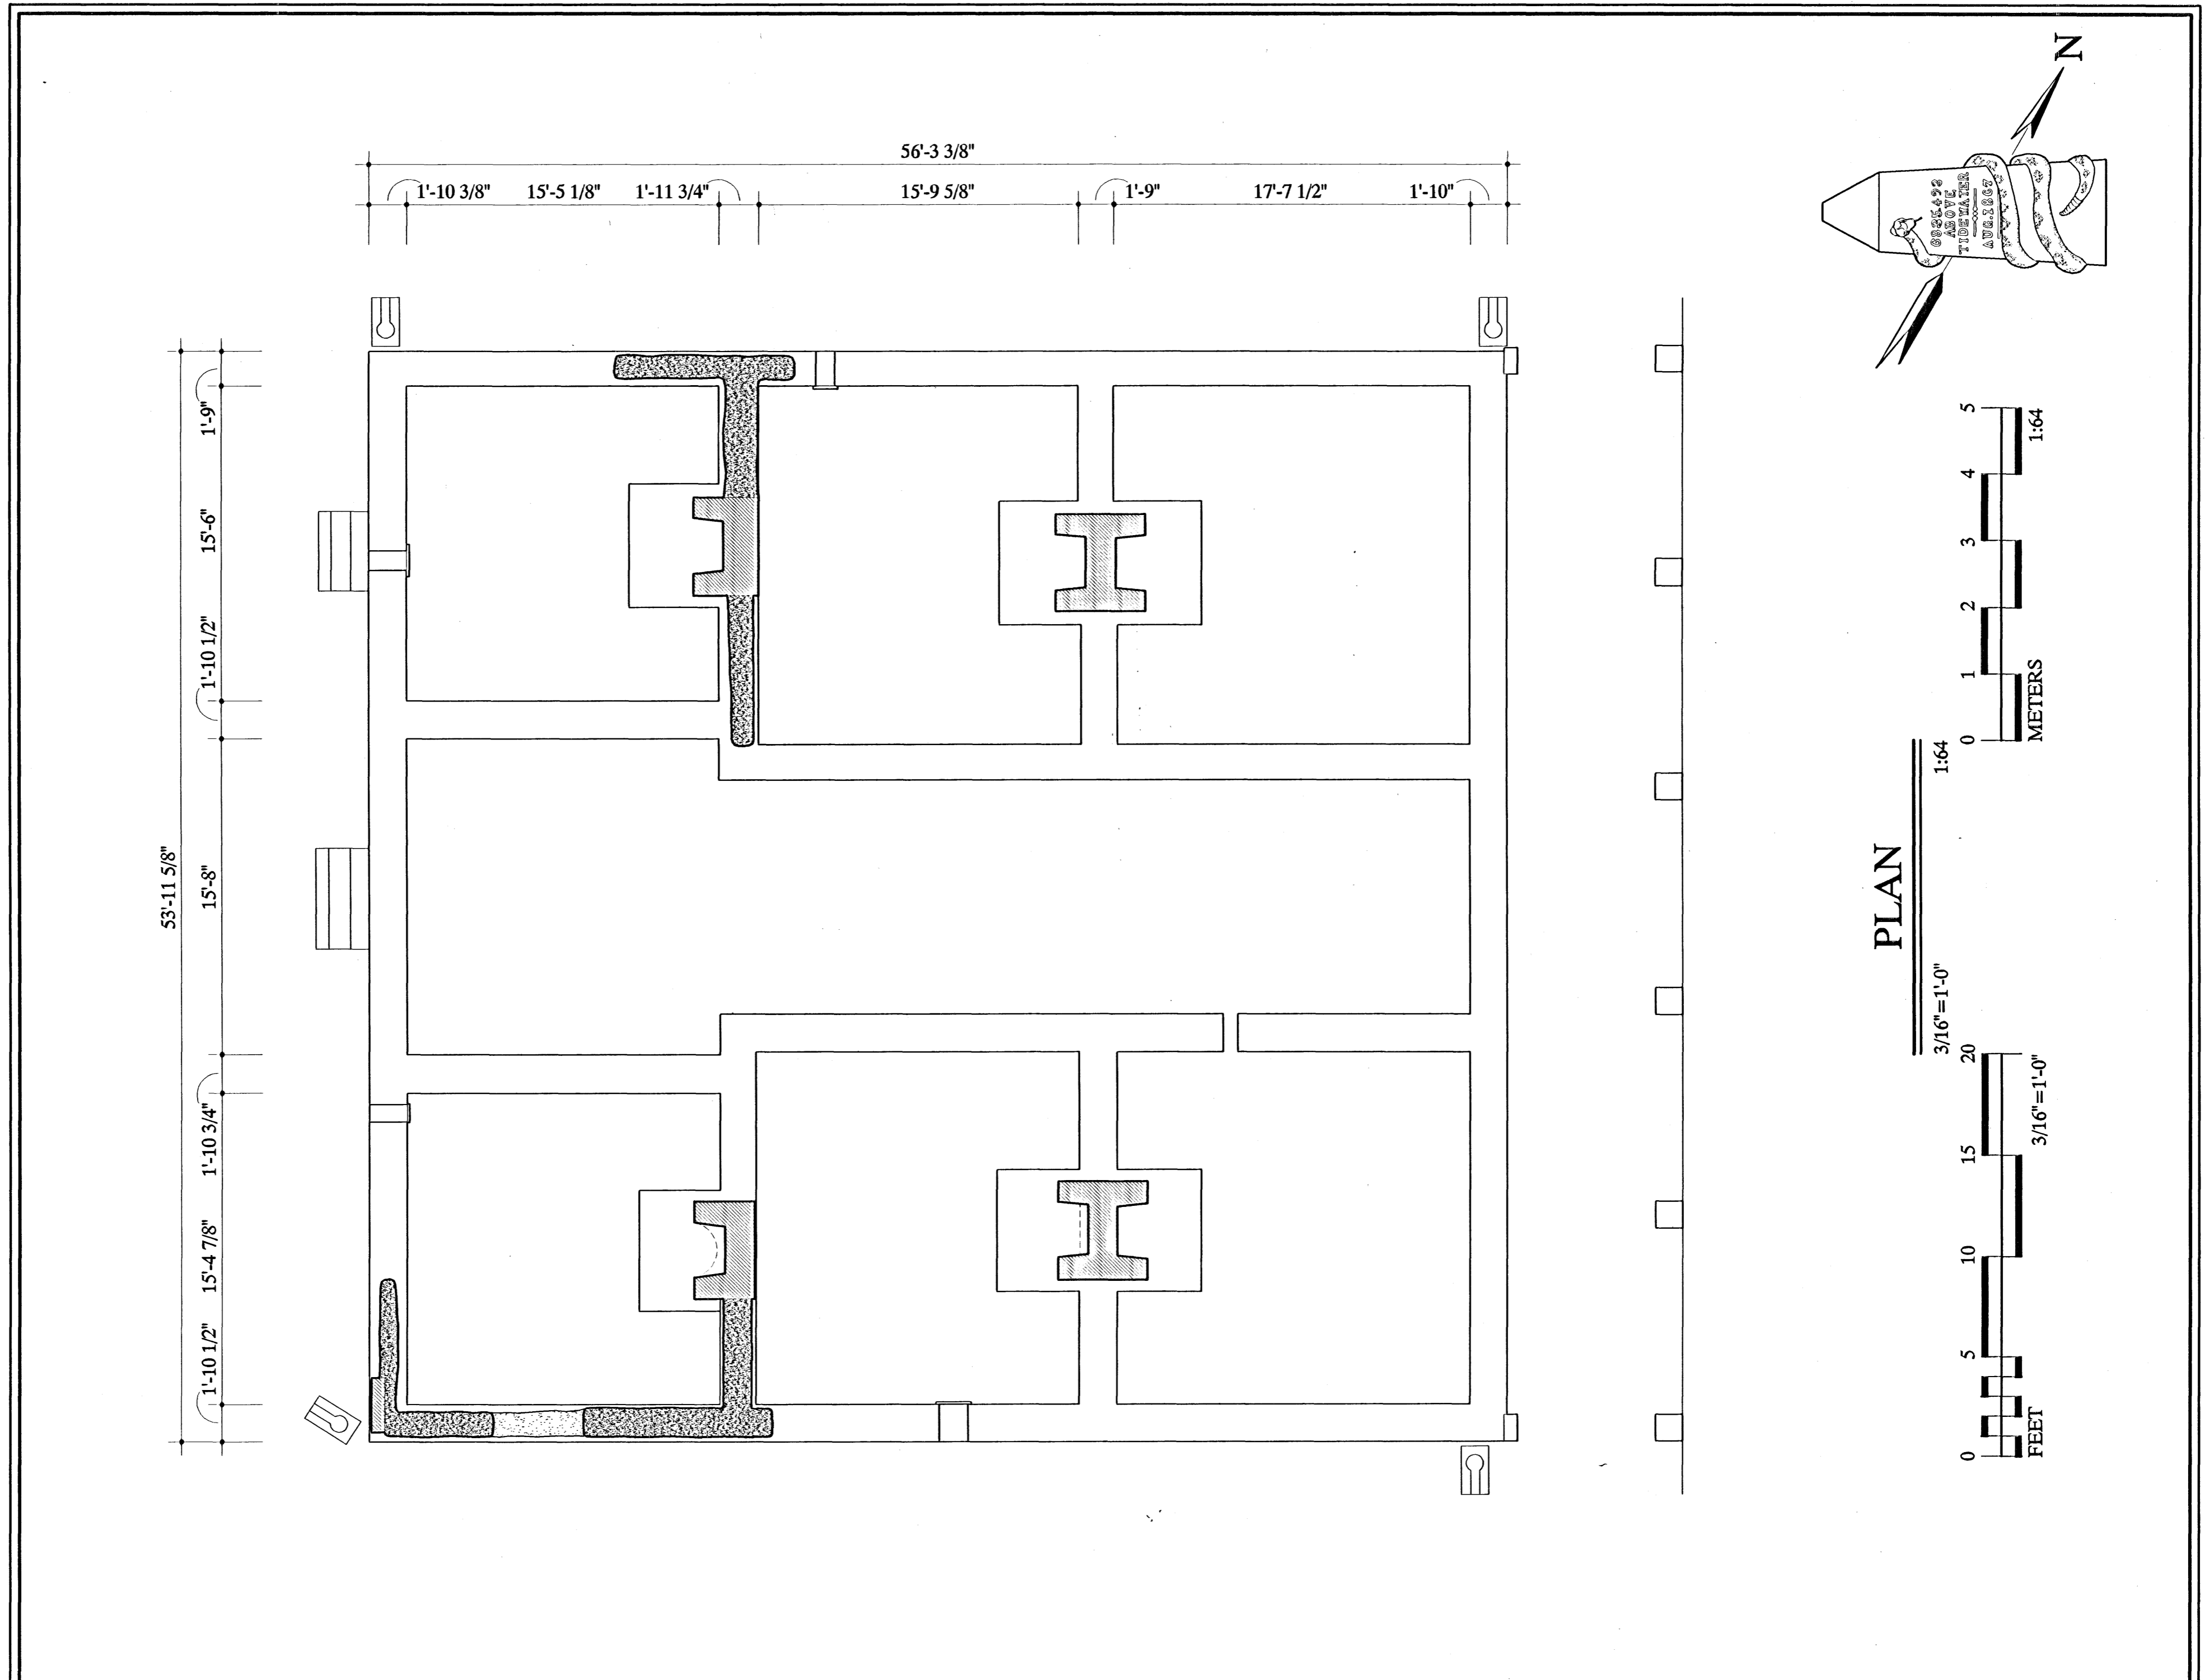 56'-3 3/8"
1'-10 3/8" 15'-5 1/8" 1'-11 3/4" 15'-9 5/8" 1'-9" 17'-7 1/2" 1'-10"
53'-11 5/8"
1'-10 1/2" 15'-4 7/8" 1'-10 3/4" 15'-8" 1'-10 1/2" 15'-6" 1'-9"
N
ABOVE
TIDEWATER
AUG.1867
PLAN
3/16"=1'-0" 1:64
0 5 10 15 20
FEET 3/16"=1'-0"
0 1 2 3 4 5
METERS 1:64